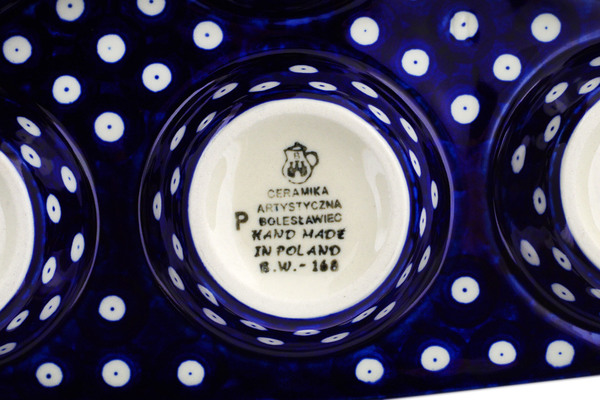 CERAMIKA
ARTYSTYCZNA
P BOLESŁAWIEC
HAND MADE
IN POLAND
B.W.-168